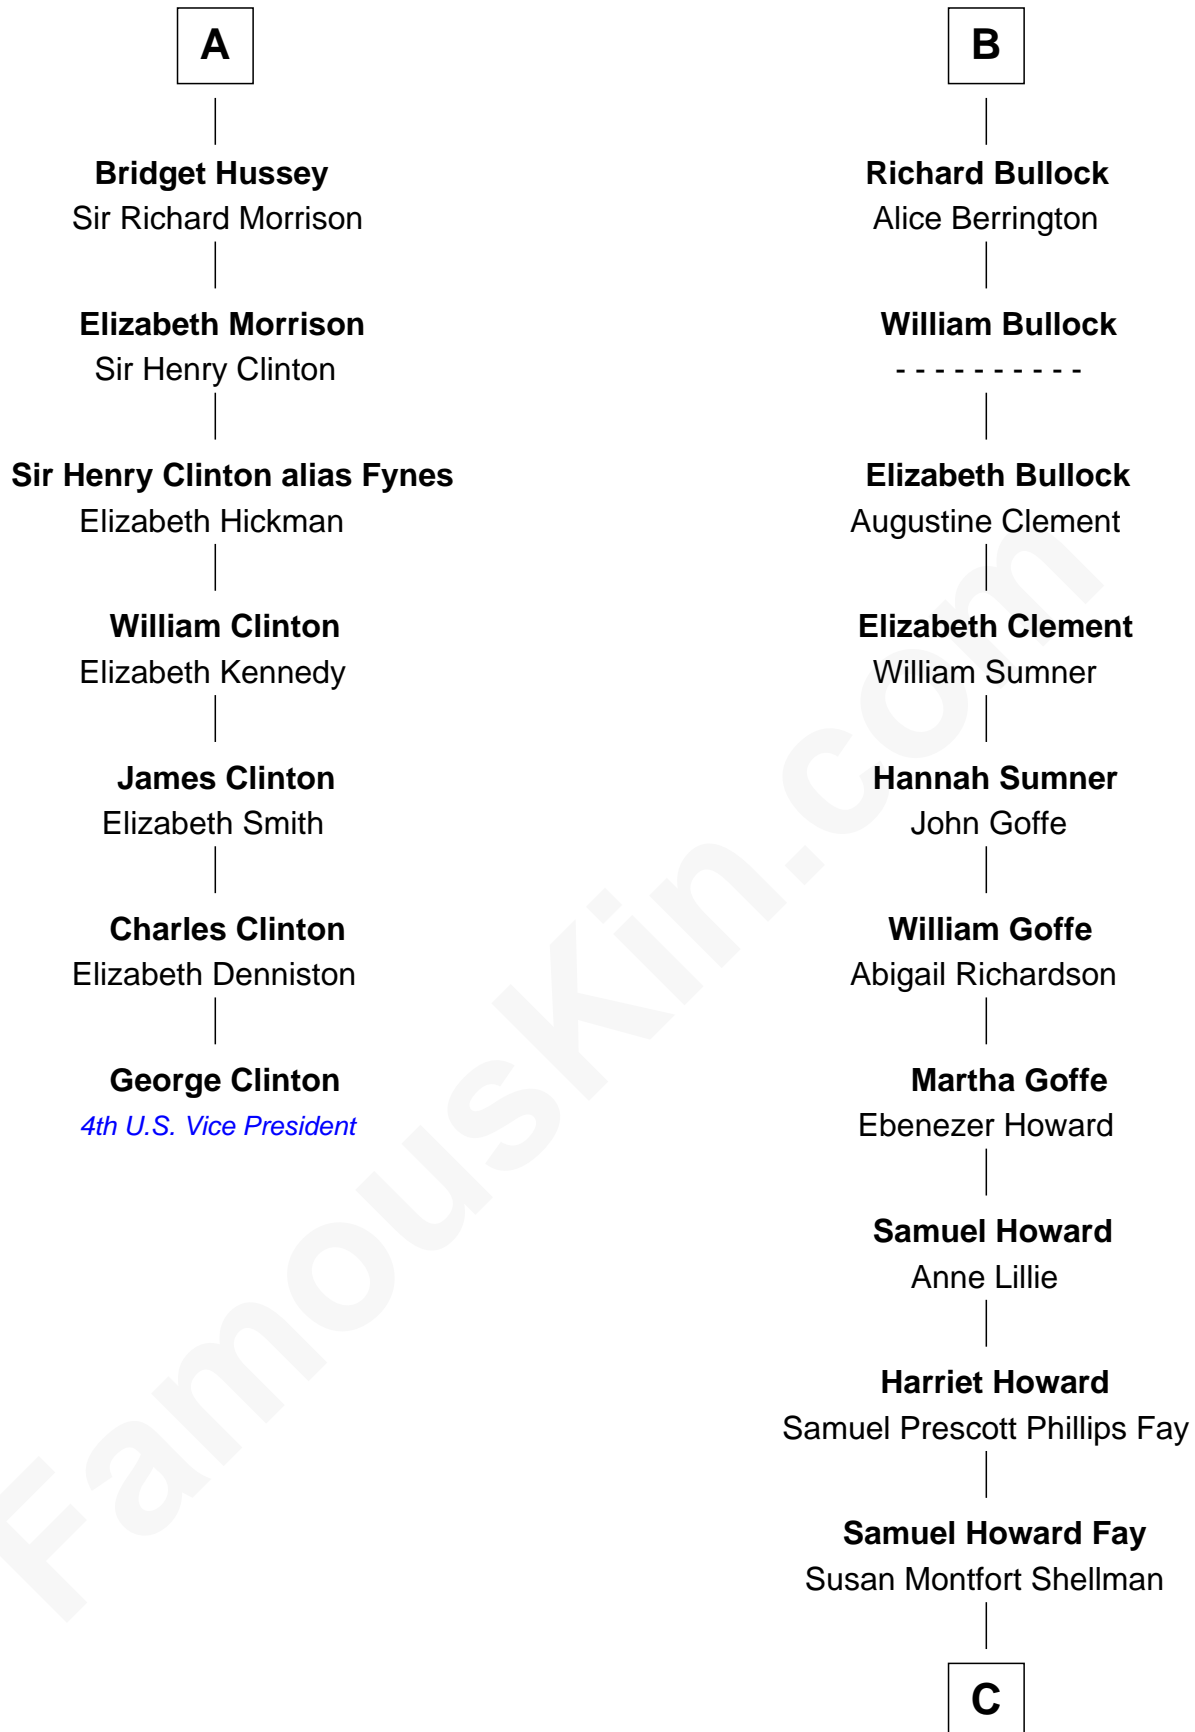 A
Bridget Hussey
Sir Richard Morrison
Elizabeth Morrison
Sir Henry Clinton
Sir Henry Clinton alias Fynes
Elizabeth Hickman
William Clinton
Elizabeth Kennedy
James Clinton
Elizabeth Smith
Charles Clinton
Elizabeth Denniston
George Clinton
4th U.S. Vice President
B
Richard Bullock
Alice Berrington
William Bullock
- - - - - - - - - -
Elizabeth Bullock
Augustine Clement
Elizabeth Clement
William Sumner
Hannah Sumner
John Goffe
William Goffe
Abigail Richardson
Martha Goffe
Ebenezer Howard
Samuel Howard
Anne Lillie
Harriet Howard
Samuel Prescott Phillips Fay
Samuel Howard Fay
Susan Montfort Shellman
C
FamousKin.com